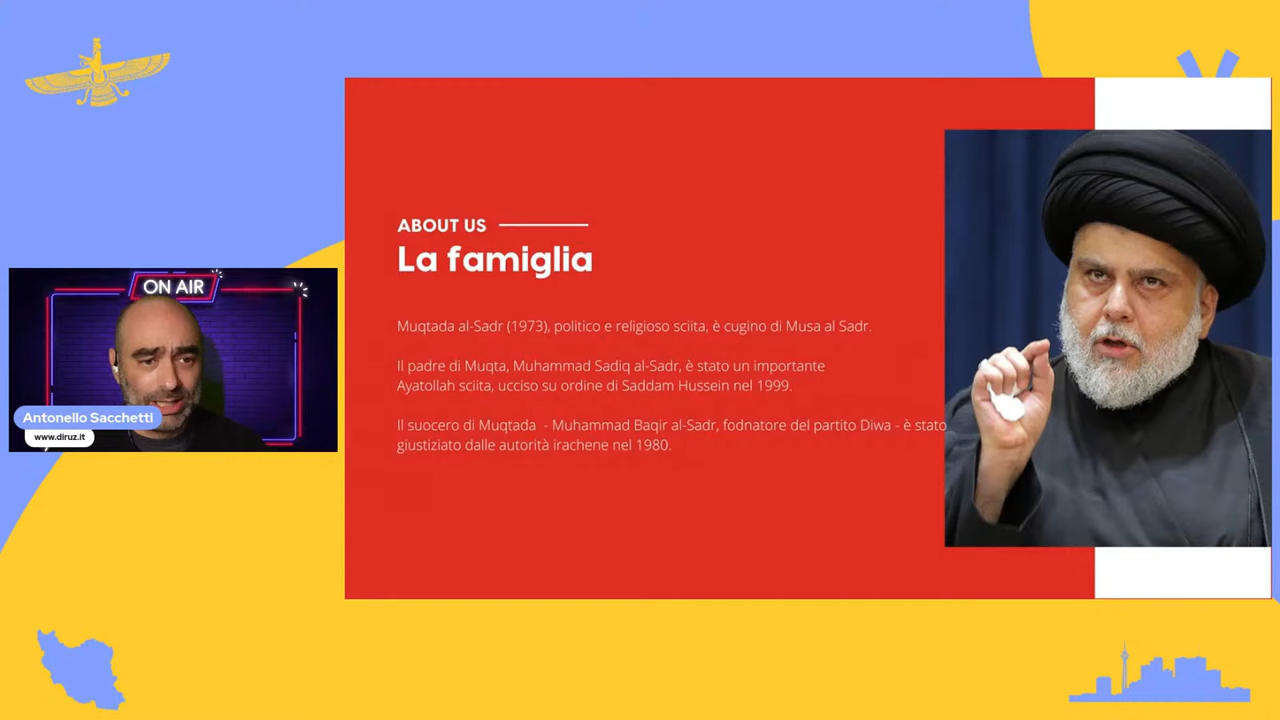 ABOUT US
La famiglia
Muqtada al-Sadr (1973), politico e religioso sciita, è cugino di Musa al Sadr.
Il padre di Muqta, Muhammad Sadiq al-Sadr, è stato un importante
Ayatollah sciita, ucciso su ordine di Saddam Hussein nel 1999.
Il suocero di Muqtada - Muhammad Baqir al-Sadr, fodnatore del partito Diwa - è stato
giustiziato dalle autorità irachene nel 1980.
ON AIR
Antonello Sacchetti
www.diruz.it